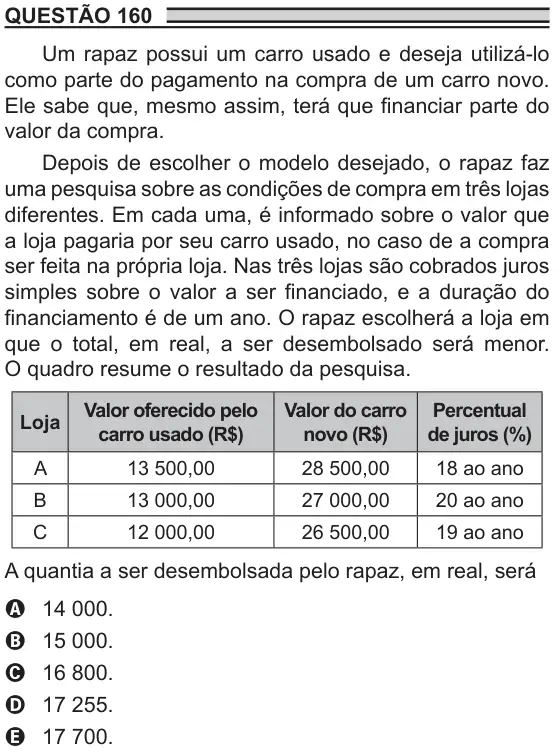 QUESTÃO 160
Um rapaz possui um carro usado e deseja utilizá-lo
como parte do pagamento na compra de um carro novo.
Ele sabe que, mesmo assim, terá que financiar parte do
valor da compra.
Depois de escolher o modelo desejado, o rapaz faz
uma pesquisa sobre as condições de compra em três lojas
diferentes. Em cada uma, é informado sobre o valor que
a loja pagaria por seu carro usado, no caso de a compra
ser feita na própria loja. Nas três lojas são cobrados juros
simples sobre o valor a ser financiado, e a duração do
financiamento é de um ano. O rapaz escolherá a loja em
que o total, em real, a ser desembolsado será menor.
O quadro resume o resultado da pesquisa.
Loja Valor oferecido pelo carro usado (R$) Valor do carro novo (R$) Percentual de juros (%)
A 13 500,00 28 500,00 18 ao ano
B 13 000,00 27 000,00 20 ao ano
C 12 000,00 26 500,00 19 ao ano
A quantia a ser desembolsada pelo rapaz, em real, será
A 14 000.
B 15 000.
C 16 800.
D 17 255.
E 17 700.